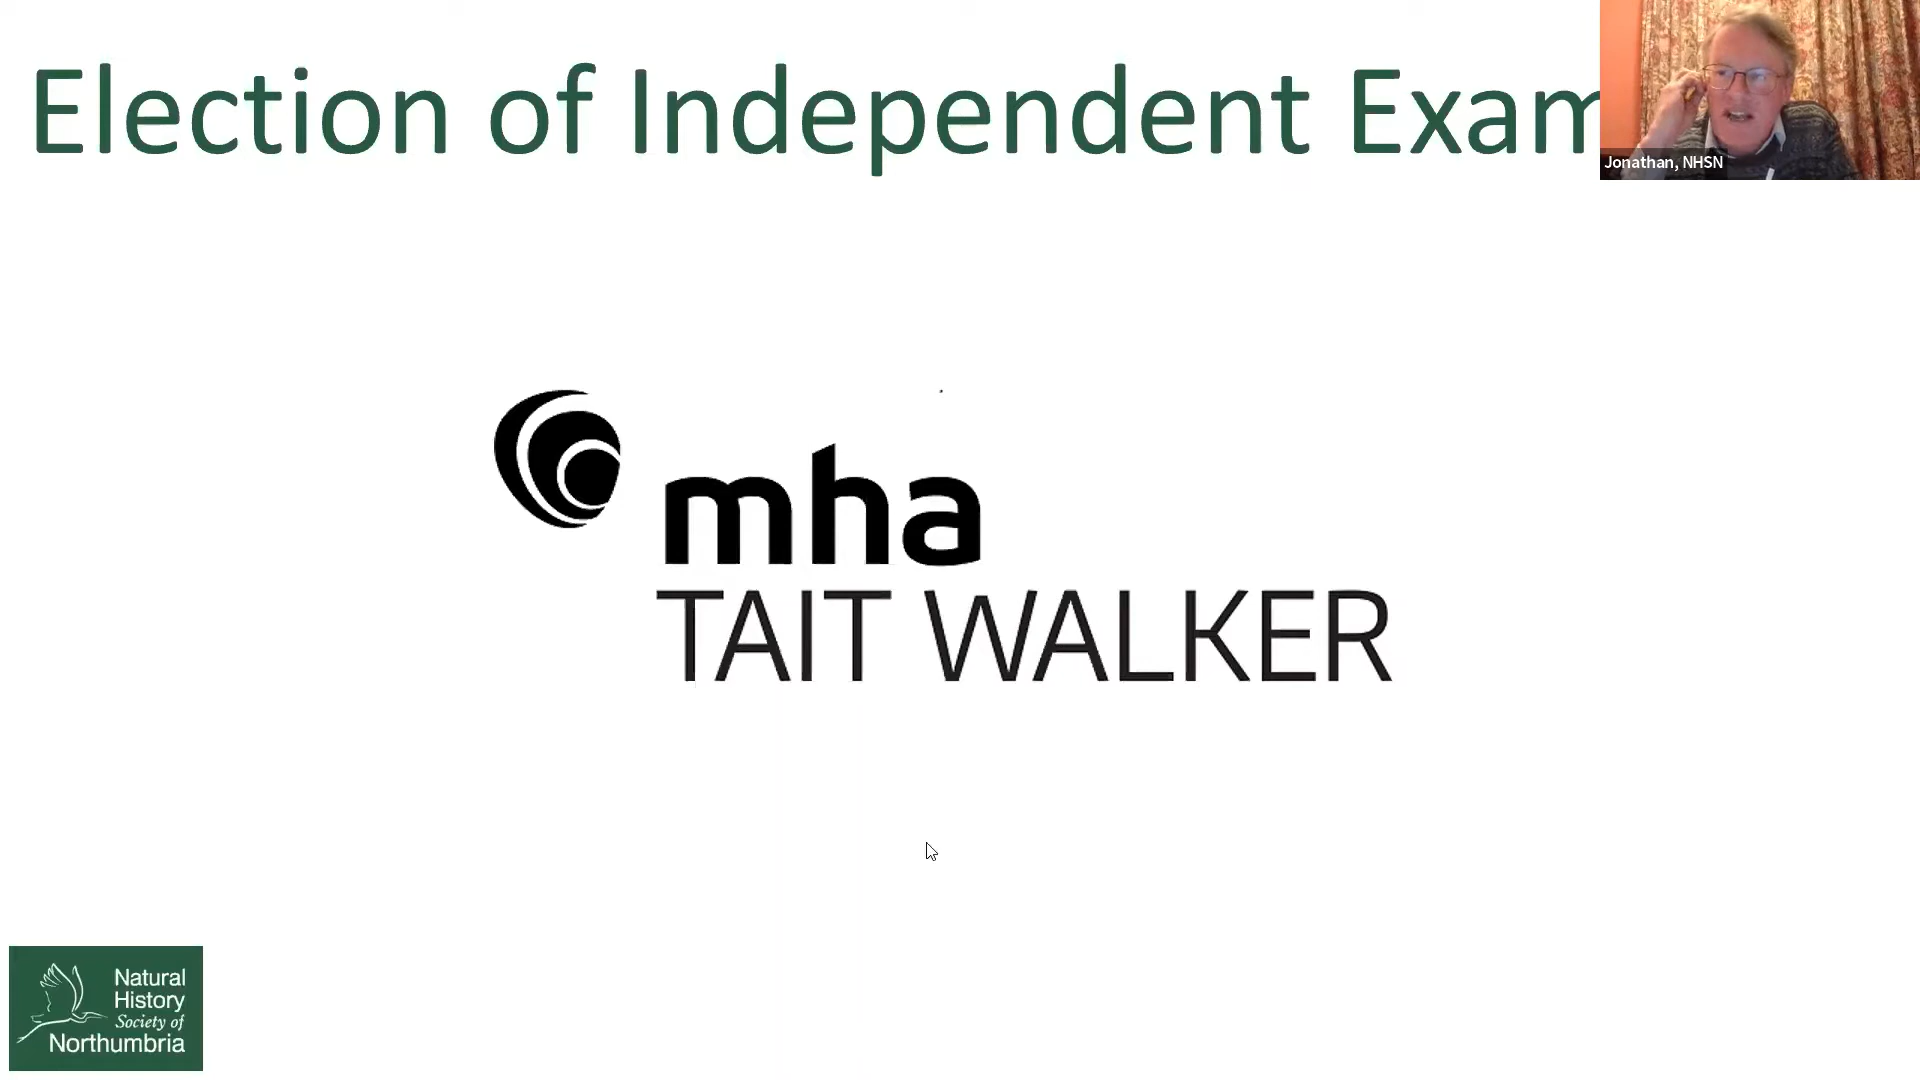 Election of Independent Exam
Jonathan, NHSN
mha
TAIT WALKER
Natural
History
Society of
Northumbria